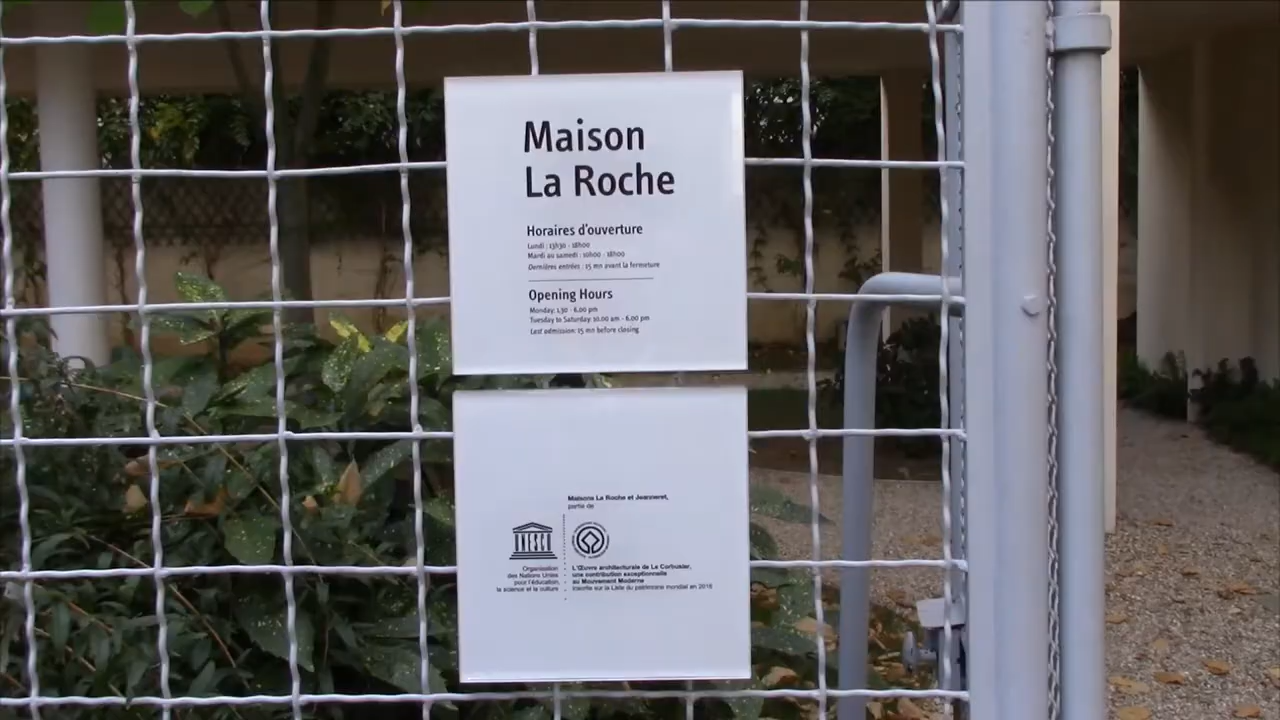 Maison
La Roche
Horaires d'ouverture
Lundi : 13h30 - 18h00
Mardi au samedi : 10h00 - 18h00
Dernières entrées : 15 mn avant la fermeture
Opening Hours
Monday: 1.30 - 6.00 pm
Tuesday to Saturday: 10.00 am - 6.00 pm
Last admission: 15 mn before closing
Maisons La Roche et Jeanneret,
partie de
UNESCO
Organisation
des Nations Unies
pour l'éducation,
la science et la culture
L'Œuvre architecturale de Le Corbusier,
une contribution exceptionnelle
au Mouvement Moderne
inscrite sur la Liste du patrimoine mondial en 2016